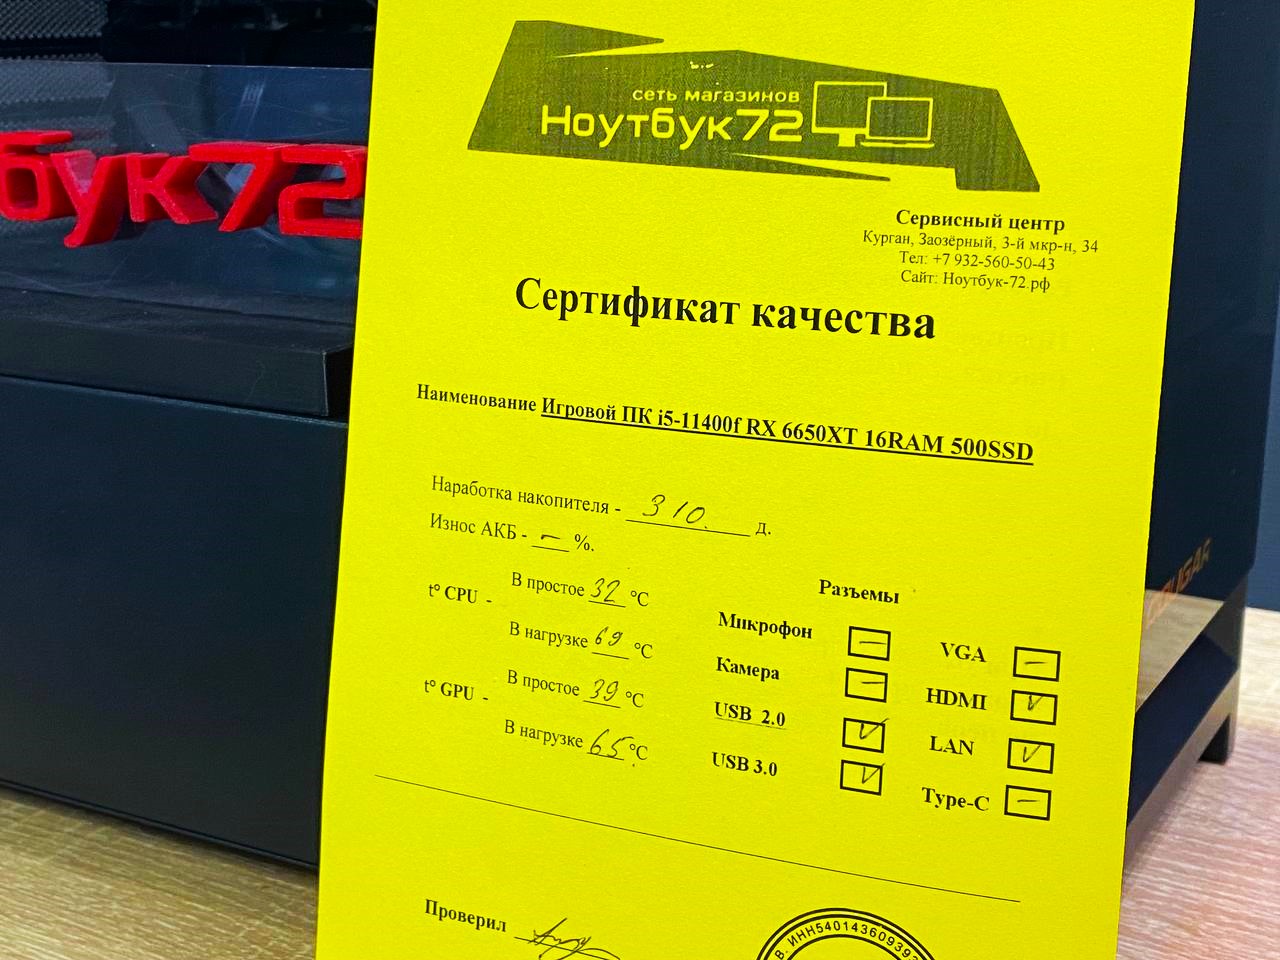 бук72
сеть магазинов
Ноутбук72
Сервисный центр
Курган, Заозёрный, 3-й мкр-н, 34
Тел: +7 932-560-50-43
Сайт: Ноутбук-72.рф
Сертификат качества
Наименование Игровой ПК i5-11400f RX 6650XT 16RAM 500SSD
Наработка накопителя - 310. д.
Износ АКБ - – %.
t° CPU - В простое 32 °C
В нагрузке 69 °C
t° GPU - В простое 39 °C
В нагрузке 65 °C
Разъемы
Микрофон – VGA –
Камера – HDMI V
USB 2.0 V LAN V
USB 3.0 V Type-C –
Проверил
В. ИНН540143609393
COUGAR